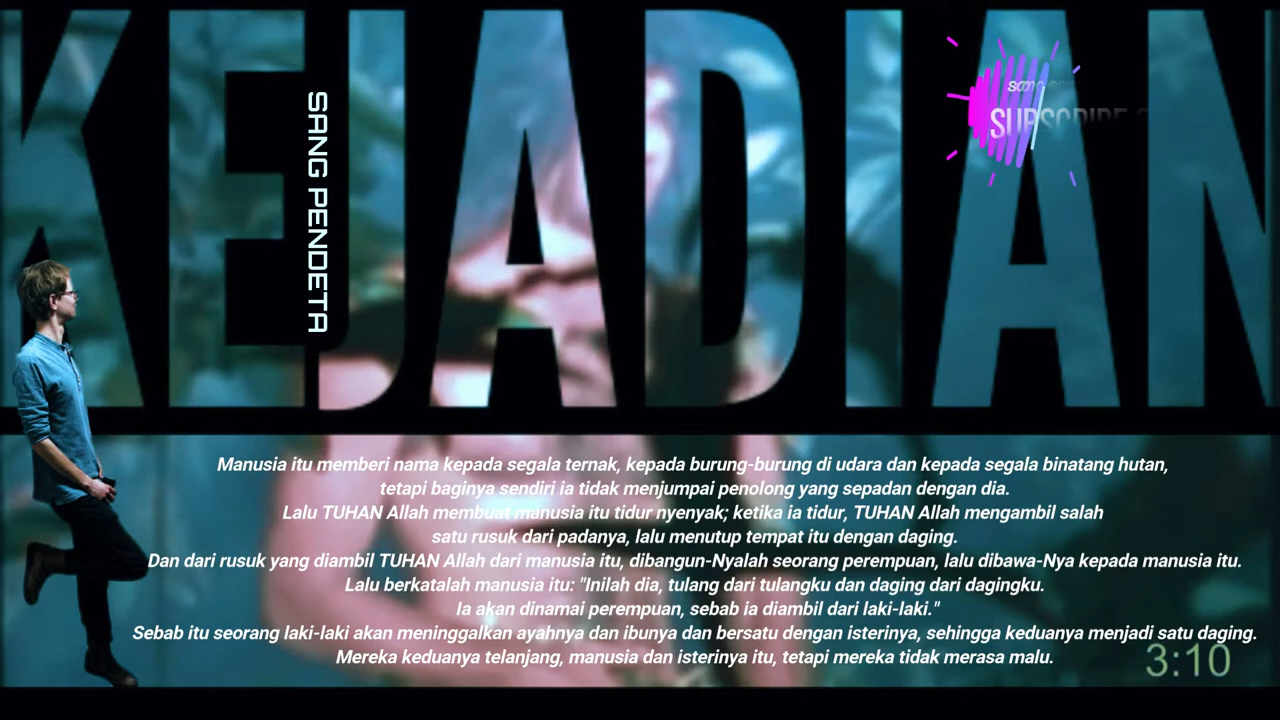 KEJADIAN
SANG PENDETA
SUBSCRIBE
Manusia itu memberi nama kepada segala ternak, kepada burung-burung di udara dan kepada segala binatang hutan,
tetapi baginya sendiri ia tidak menjumpai penolong yang sepadan dengan dia.
Lalu TUHAN Allah membuat manusia itu tidur nyenyak; ketika ia tidur, TUHAN Allah mengambil salah
satu rusuk dari padanya, lalu menutup tempat itu dengan daging.
Dan dari rusuk yang diambil TUHAN Allah dari manusia itu, dibangun-Nyalah seorang perempuan, lalu dibawa-Nya kepada manusia itu.
Lalu berkatalah manusia itu: "Inilah dia, tulang dari tulangku dan daging dari dagingku.
Ia akan dinamai perempuan, sebab ia diambil dari laki-laki."
Sebab itu seorang laki-laki akan meninggalkan ayahnya dan ibunya dan bersatu dengan isterinya, sehingga keduanya menjadi satu daging.
Mereka keduanya telanjang, manusia dan isterinya itu, tetapi mereka tidak merasa malu.
3:10